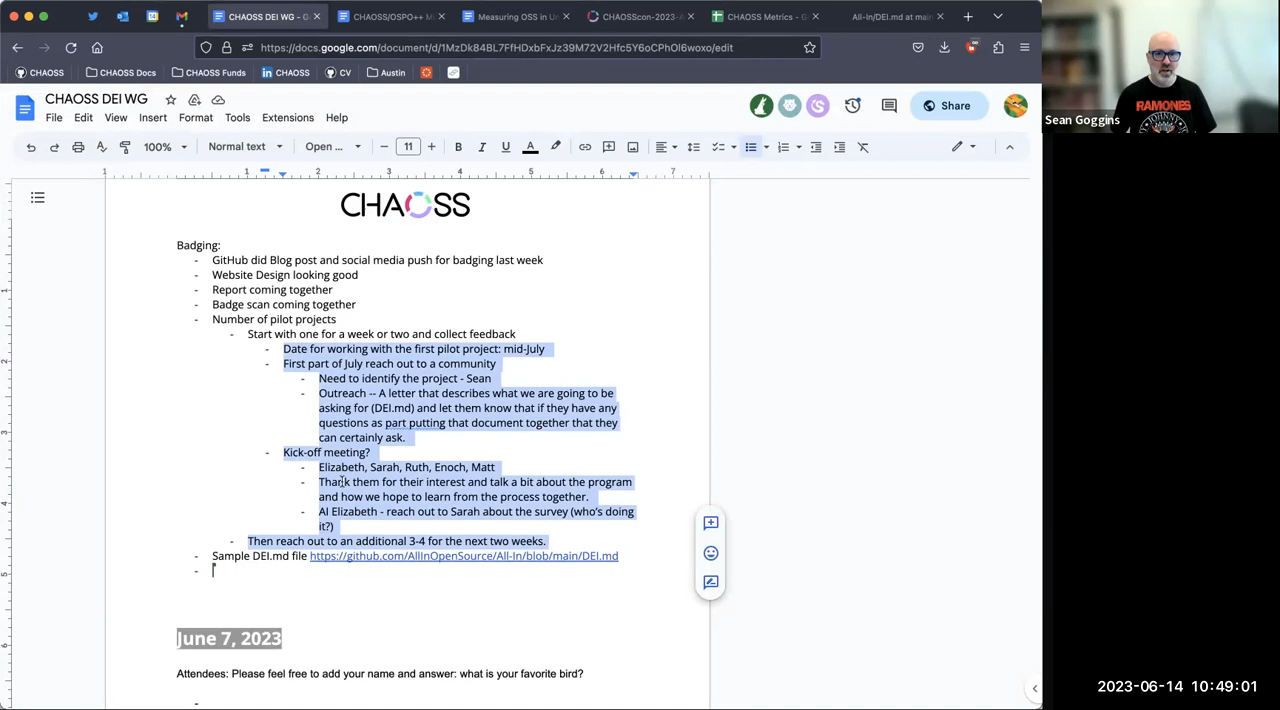 CHAOSS DEI WG - G
CHAOSS/OSPO++ M
Measuring OSS in Un
CHAOSScon-2023-A
CHAOSS Metrics - G
All-In/DEI.md at main
https://docs.google.com/document/d/1MzDk84BL7FfHDxbFxJz39M72V2Hfc5Y6oCPhOl6woxo/edit
CHAOSS
CHAOSS Docs
CHAOSS Funds
CHAOSS
CV
Austin
CHAOSS DEI WG
File Edit View Insert Format Tools Extensions Help
Share
100%
Normal text
Open ...
11
1 1 2 3 4 5 6 7
CHAOSS
Badging:
- GitHub did Blog post and social media push for badging last week
- Website Design looking good
- Report coming together
- Badge scan coming together
- Number of pilot projects
- Start with one for a week or two and collect feedback
- Date for working with the first pilot project: mid-July
- First part of July reach out to a community
- Need to identify the project - Sean
- Outreach -- A letter that describes what we are going to be
asking for (DEI.md) and let them know that if they have any
questions as part putting that document together that they
can certainly ask.
- Kick-off meeting?
- Elizabeth, Sarah, Ruth, Enoch, Matt
- Thank them for their interest and talk a bit about the program
and how we hope to learn from the process together.
- AI Elizabeth - reach out to Sarah about the survey (who's doing
it?)
- Then reach out to an additional 3-4 for the next two weeks.
- Sample DEI.md file https://github.com/AllInOpenSource/All-In/blob/main/DEI.md
-
June 7, 2023
Attendees: Please feel free to add your name and answer: what is your favorite bird?
-
RAMONES
JOHNNY
Sean Goggins
2023-06-14 10:49:01